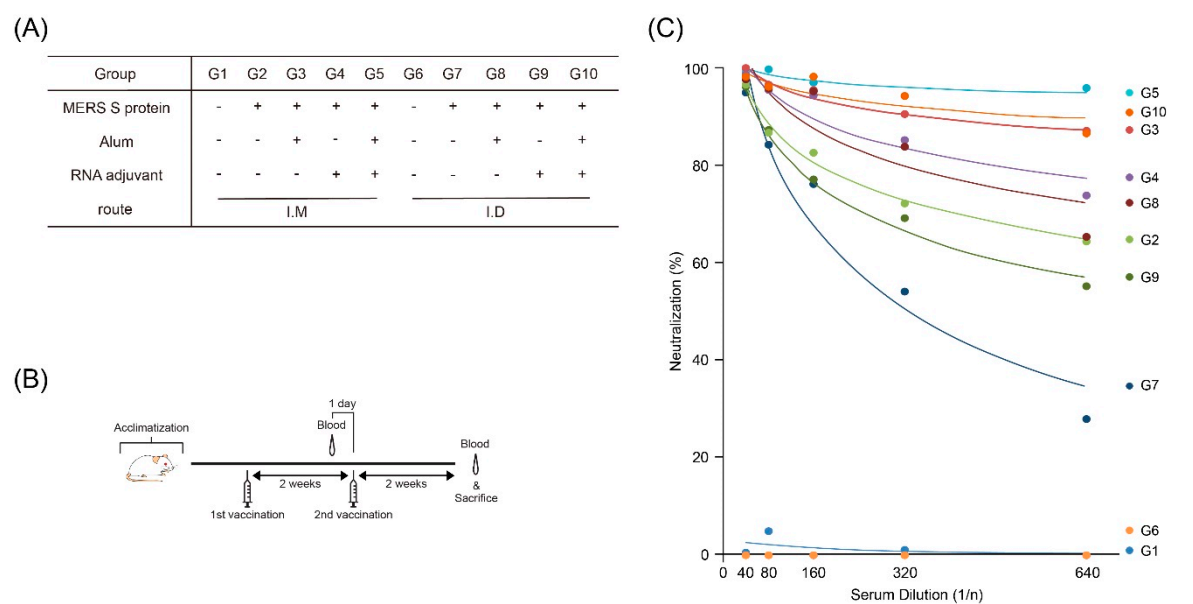 (A)
Group G1 G2 G3 G4 G5 G6 G7 G8 G9 G10
MERS S protein - + + + + - + + + +
Alum - - + - + - - + - +
RNA adjuvant - - - + + - - - + +
route I.M I.D
(B)
Acclimatization
1 day
Blood
Blood
2 weeks
2 weeks
&
Sacrifice
1st vaccination
2nd vaccination
(C)
100
80
60
40
20
0
Neutralization (%)
0 40 80 160 320 640
Serum Dilution (1/n)
G5
G10
G3
G4
G8
G2
G9
G7
G6
G1